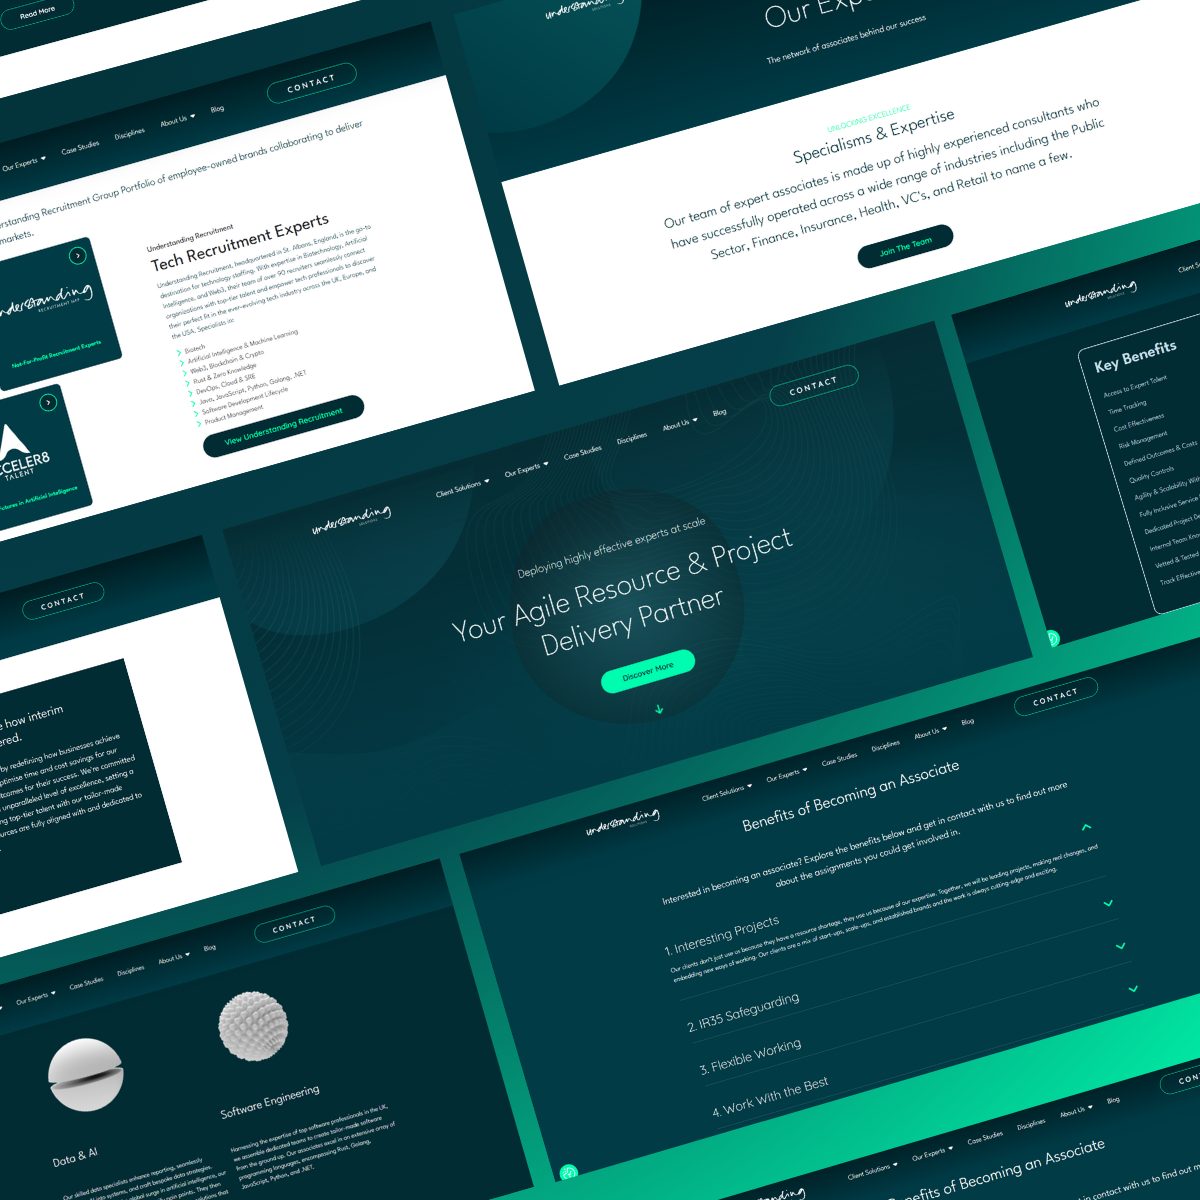 Read More
CONTACT
Our Experts
Case Studies
Disciplines
About Us
Blog
Recruitment Group Portfolio of employee-owned brands collaborating to deliver
markets.
understanding
Not-For-Profit Recruitment Experts
TALENT
Futures in Artificial Intelligence
Understanding Recruitment
Tech Recruitment Experts
Understanding Recruitment, headquartered in St. Albans, England, is the go-to
destination for technology staffing. With expertise in Biotechnology, Artificial
Intelligence, and Web3, their team of over 90 recruiters seamlessly connect
organizations with top-tier talent and empower tech professionals to discover
their perfect fit in the ever-evolving tech industry across the UK, Europe, and
the USA. Specialists in:
Biotech
Artificial Intelligence & Machine Learning
Web3, Blockchain & Crypto
Rust & Zero Knowledge
DevOps, Cloud & SRE
Java, JavaScript, Python, Golang, .NET
Software Development Lifecycle
Product Management
View Understanding Recruitment
understanding
Our
The network of associates behind our success
UNLOCKING EXCELLENCE
Specialisms & Expertise
Our team of expert associates is made up of highly experienced consultants who
have successfully operated across a wide range of industries including the Public
Sector, Finance, Insurance, Health, VC's, and Retail to name a few.
Join The Team
understanding
SOLUTIONS
Client Solutions
Our Experts
Case Studies
Disciplines
About Us
Blog
CONTACT
Deploying highly effective experts at scale
Your Agile Resource & Project
Delivery Partner
Discover More
understanding
Key Benefits
Access to Expert Talent
Time Tracking
Cost Effectiveness
Risk Management
Defined Outcomes & Costs
Quality Controls
Agility & Scalability
Fully Inclusive Service
Dedicated Project
Internal Team
Vetted & Tested
Track
CONTACT
how interim
by redefining how businesses achieve
time and cost savings for our
for their success. We're committed
unparalleled level of excellence, setting a
top-tier talent with our tailor-made
are fully aligned with and dedicated to
Our Experts
Case Studies
Disciplines
About Us
Blog
CONTACT
Data & AI
Our skilled data specialists enhance reporting, seamlessly
systems, and craft bespoke data strategies.
surge in artificial intelligence, our
points. They then
solutions that
Software Engineering
Harnessing the expertise of top software professionals in the UK,
we assemble dedicated teams to create tailor-made software
from the ground up. Our associates excel in an extensive array of
programming languages, encompassing Rust, Golang,
JavaScript, Python, and .NET.
understanding
SOLUTIONS
Client Solutions
Our Experts
Case Studies
Disciplines
About Us
Blog
CONTACT
Benefits of Becoming an Associate
Interested in becoming an associate? Explore the benefits below and get in contact with us to find out more
about the assignments you could get involved in.
1. Interesting Projects
Our clients don't just use us because they have a resource shortage, they use us because of our expertise. Together, we will be leading projects, making real changes, and
embedding new ways of working. Our clients are a mix of start-ups, scale-ups, and established brands and the work is always cutting-edge and exciting.
2. IR35 Safeguarding
3. Flexible Working
4. Work With the Best
understanding
Client Solutions
Our Experts
Case Studies
Disciplines
About Us
Blog
Benefits of Becoming an Associate
in contact with us to find out